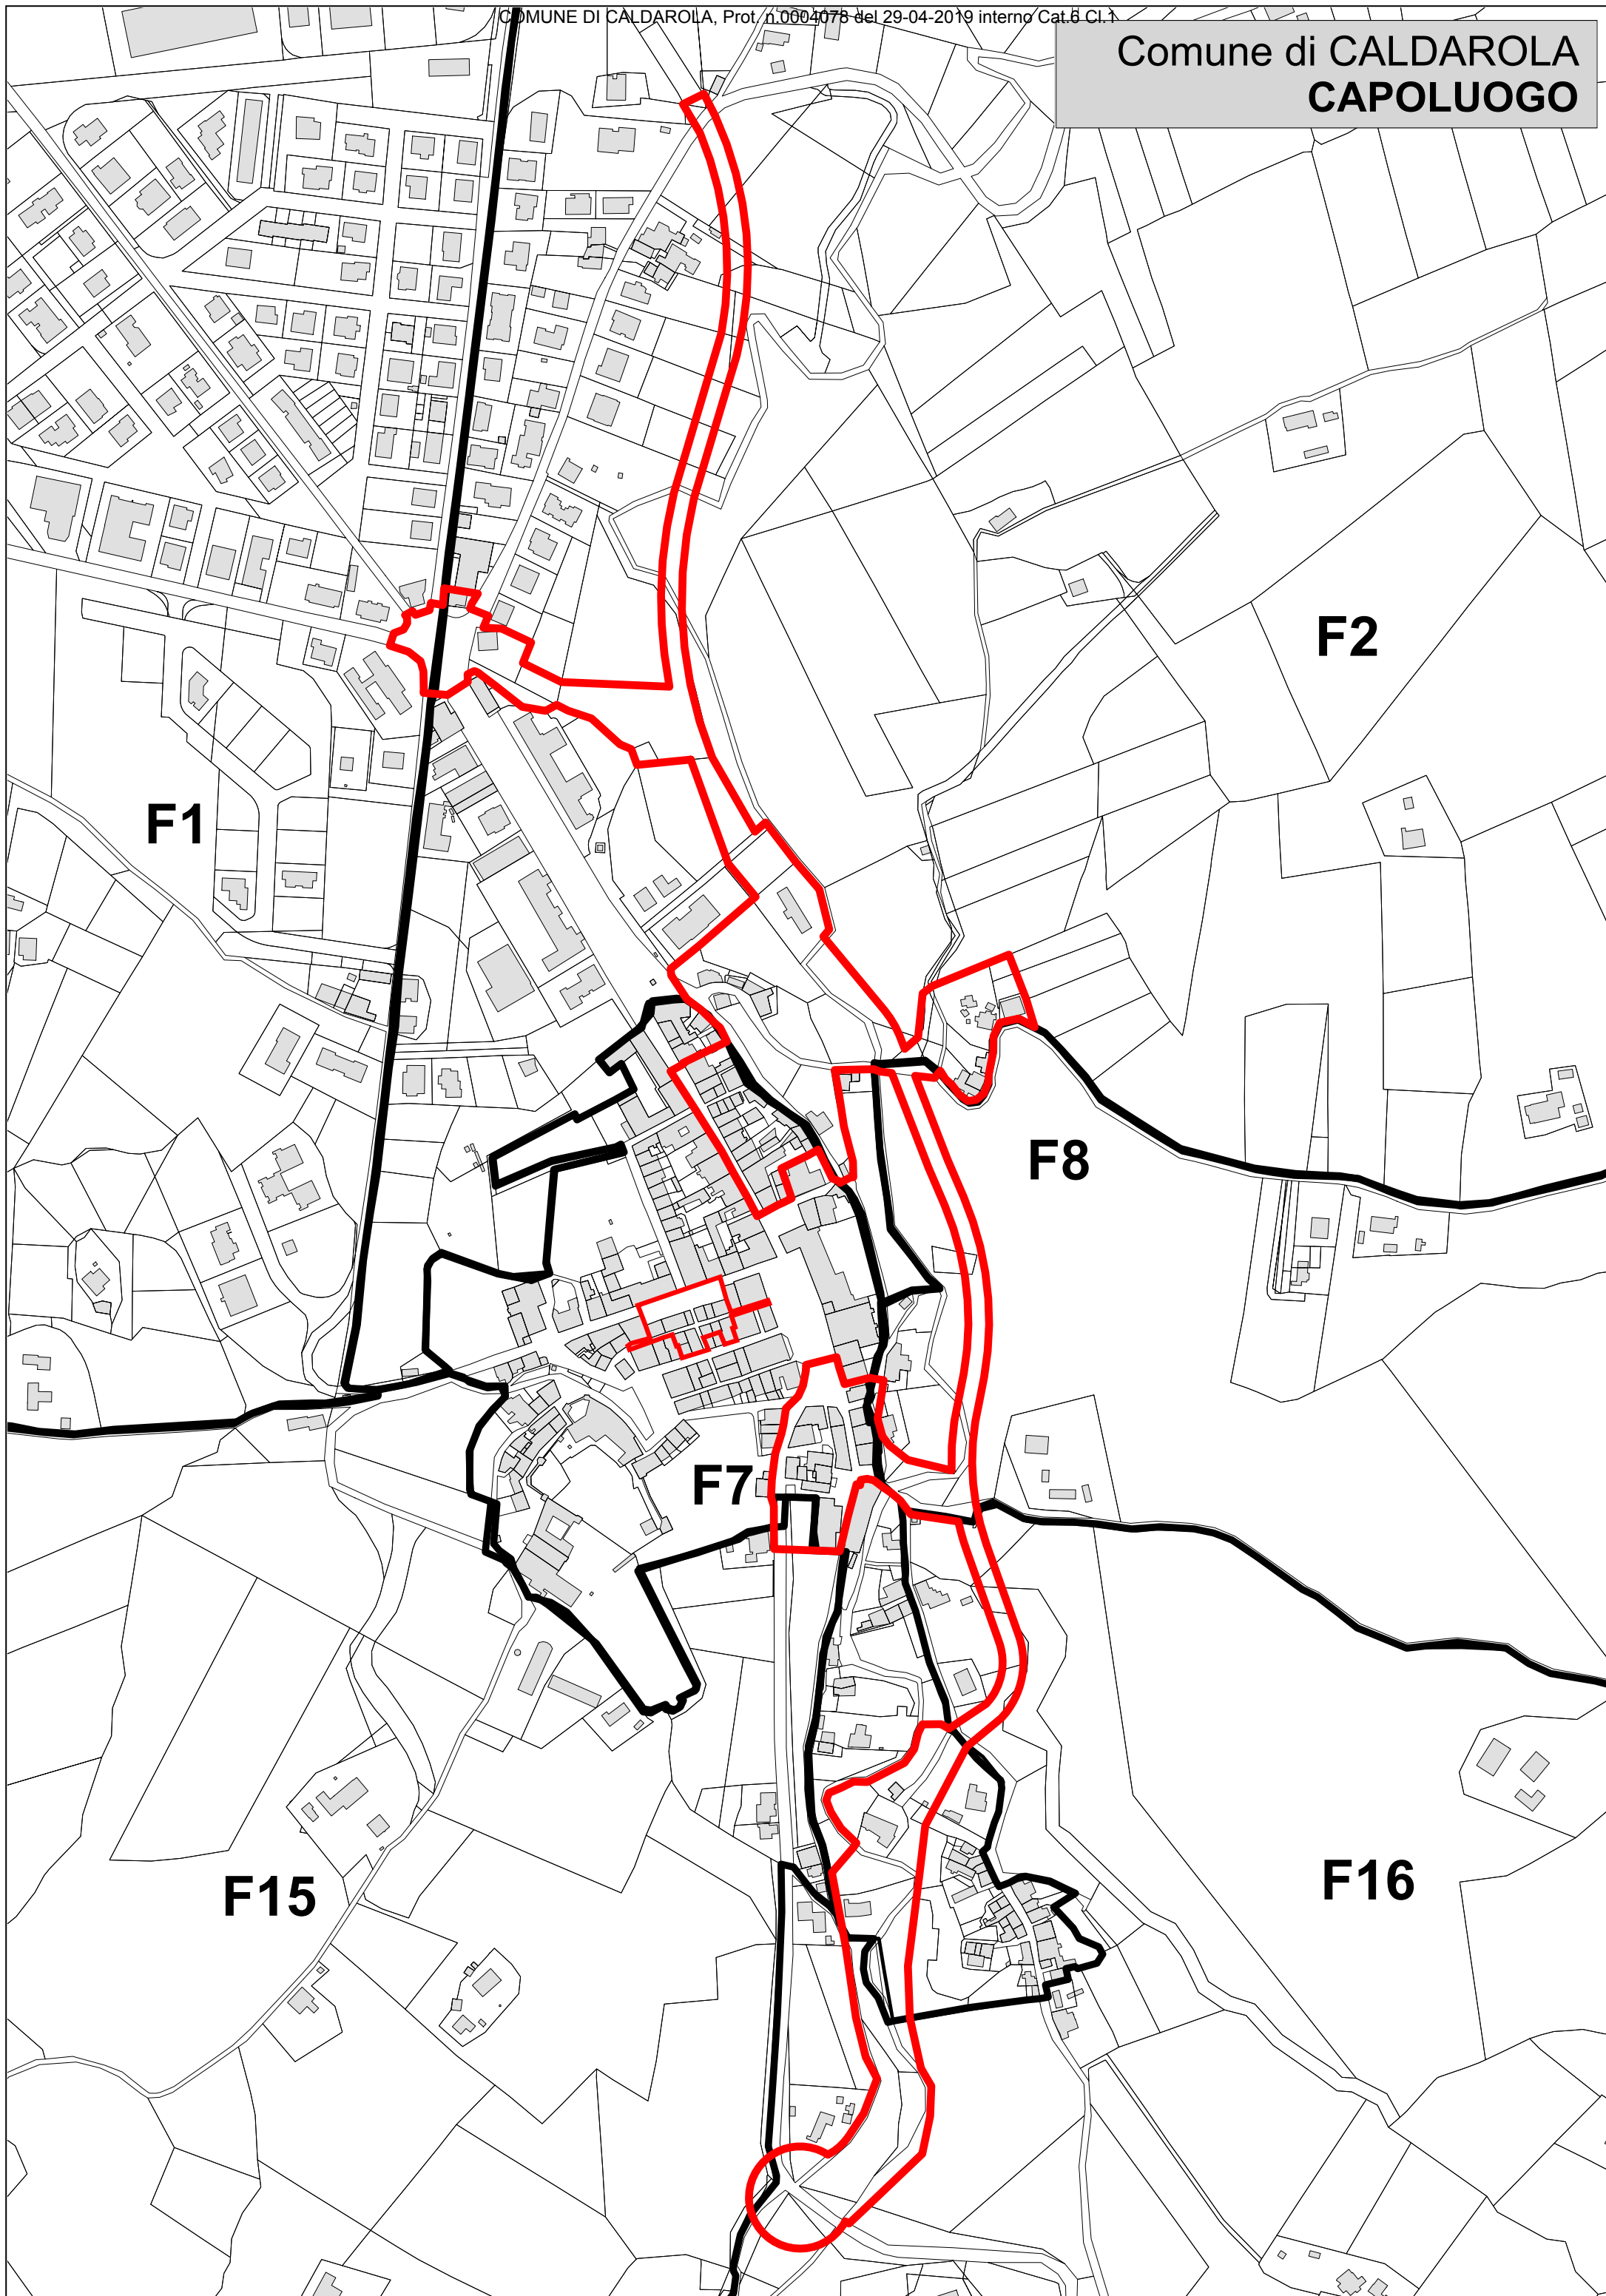 COMUNE DI CALDAROLA, Prot. n.0004078 del 29-04-2019 interno Cat.6 Cl.1
Comune di CALDAROLA
CAPOLUOGO
F2
F1
F8
F7
F15
F16